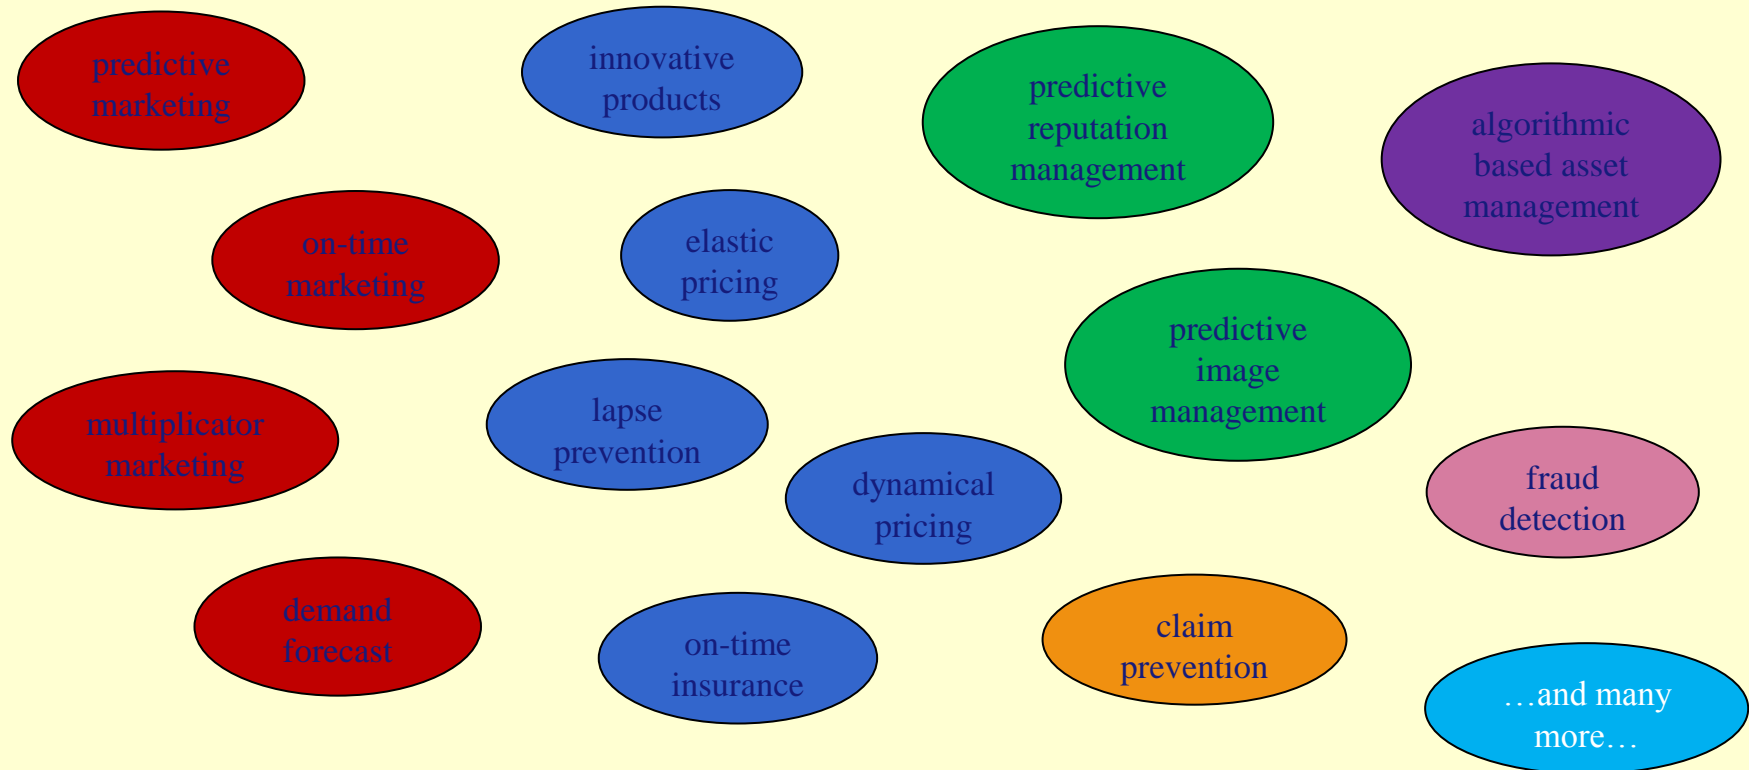 predictive
marketing
innovative
products
predictive
reputation
management
algorithmic
based asset
management
on-time
marketing
elastic
pricing
predictive
image
management
multiplicator
marketing
lapse
prevention
dynamical
pricing
fraud
detection
demand
forecast
on-time
insurance
claim
prevention
…and many
more…